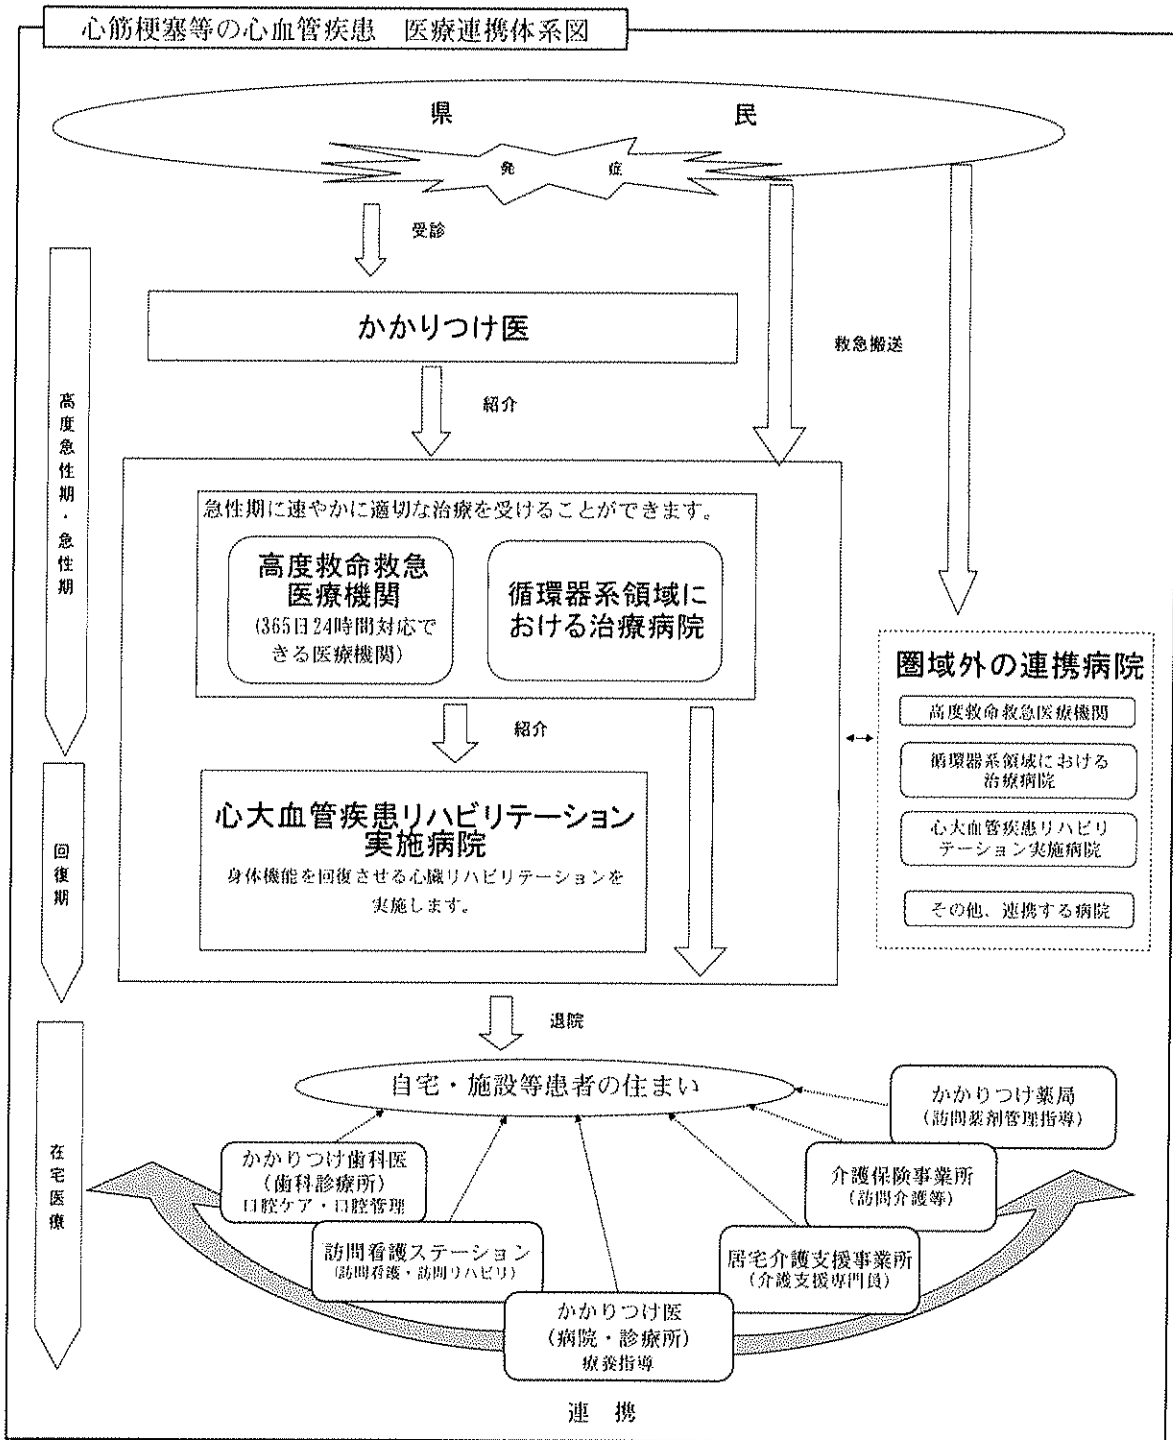 心筋梗塞等の心血管疾患　医療連携体系図
県　民
発　症
受診
かかりつけ医
救急搬送
紹介
高度急性期・急性期
急性期に速やかに適切な治療を受けることができます。
高度救命救急
医療機関
(365日24時間対応で
きる医療機関)
循環器系領域に
おける治療病院
圏域外の連携病院
高度救命救急医療機関
循環器系領域における
治療病院
心大血管疾患リハビリ
テーション実施病院
その他、連携する病院
紹介
回復期
心大血管疾患リハビリテーション
実施病院
身体機能を回復させる心臓リハビリテーションを
実施します。
退院
在宅医療
自宅・施設等患者の住まい
かかりつけ薬局
(訪問薬剤管理指導)
かかりつけ歯科医
(歯科診療所)
口腔ケア・口腔管理
介護保険事業所
(訪問介護等)
訪問看護ステーション
(訪問看護・訪問リハビリ)
居宅介護支援事業所
(介護支援専門員)
かかりつけ医
(病院・診療所)
療養指導
連　携